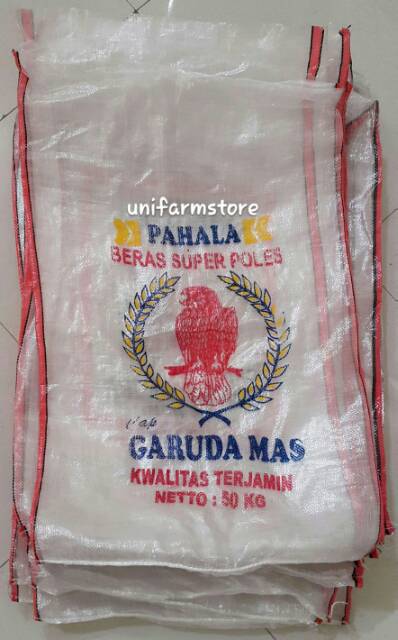 unifarmstore
PAHALA
BERAS SUPER POLES
Cap
GARUDA MAS
KWALITAS TERJAMIN
NETTO : 50 KG